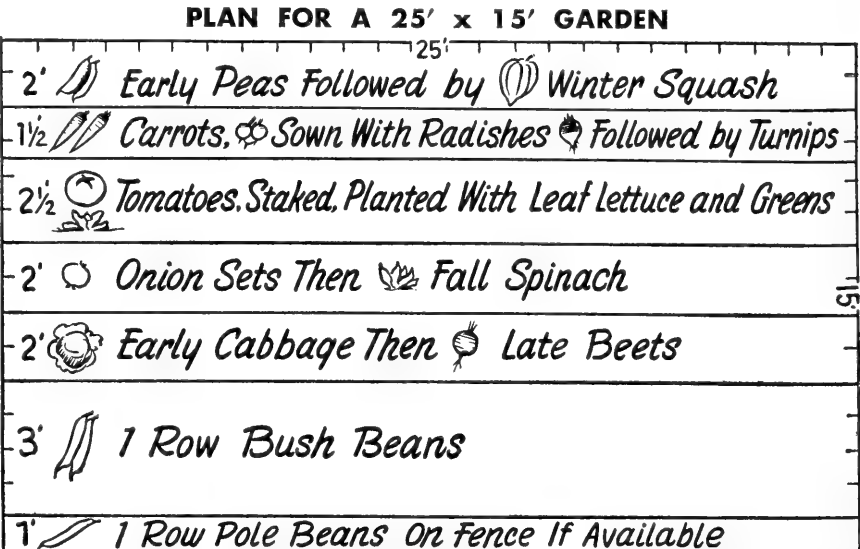 PLAN FOR A 25' x 15' GARDEN
25'
2' Early Peas Followed by Winter Squash
1½' Carrots, Sown With Radishes Followed by Turnips
2½' Tomatoes, Staked, Planted With Leaf Lettuce and Greens
2' Onion Sets Then Fall Spinach
15'
2' Early Cabbage Then Late Beets
3' 1 Row Bush Beans
1' 1 Row Pole Beans On Fence If Available